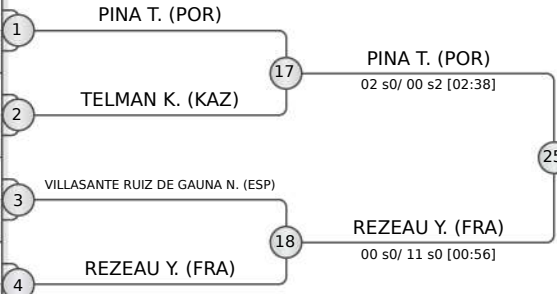 PINA T. (POR)
1
17
PINA T. (POR)
02 s0/ 00 s2 [02:38]
TELMAN K. (KAZ)
2
25
VILLASANTE RUIZ DE GAUNA N. (ESP)
3
18
REZEAU Y. (FRA)
00 s0/ 11 s0 [00:56]
REZEAU Y. (FRA)
4